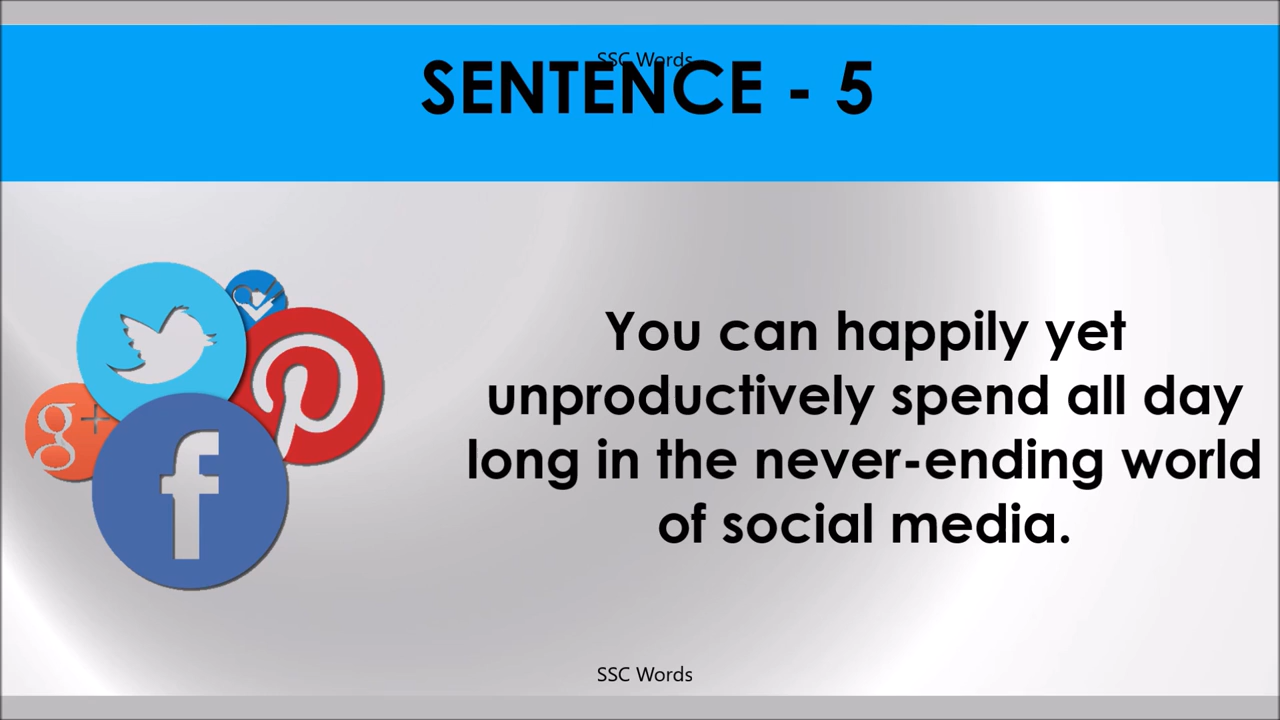 SSC Words
SENTENCE - 5
You can happily yet
unproductively spend all day
long in the never-ending world
of social media.
g+
f
SSC Words